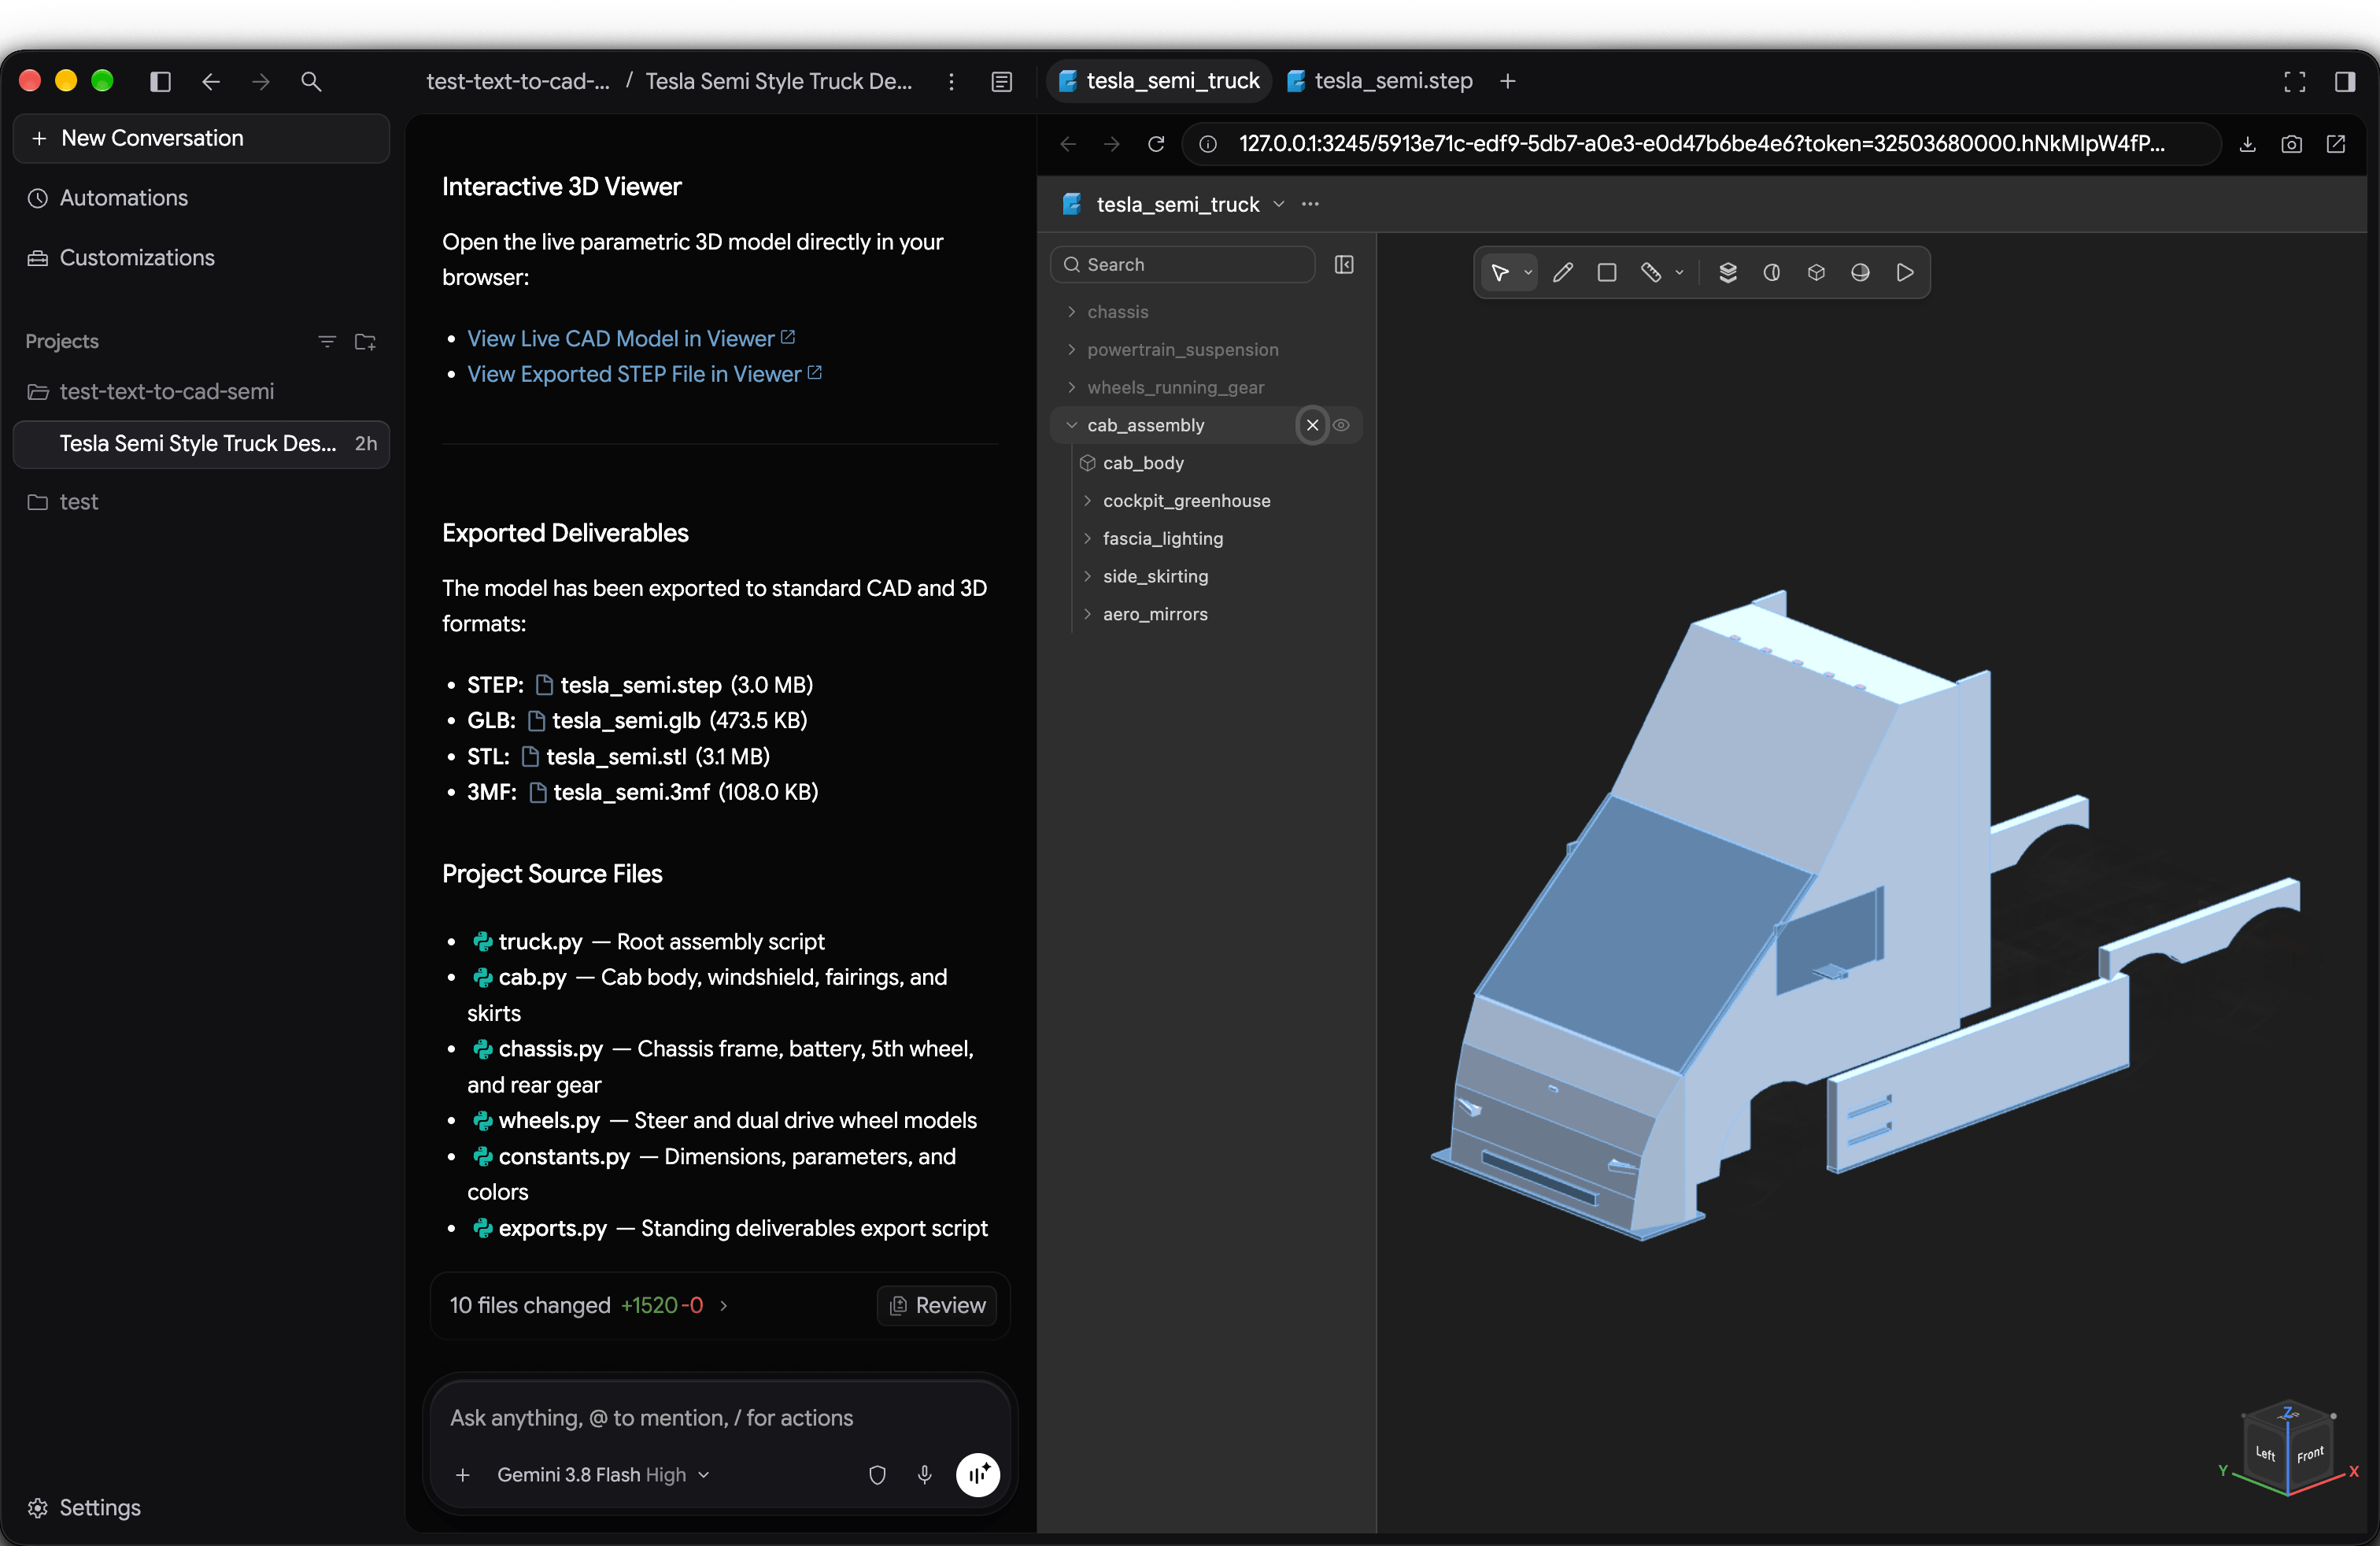 test-text-to-cad-... / Tesla Semi Style Truck De...
tesla_semi_truck
tesla_semi.step
New Conversation
Automations
Customizations
Projects
test-text-to-cad-semi
Tesla Semi Style Truck Des... 2h
test
Settings
Interactive 3D Viewer
Open the live parametric 3D model directly in your
browser:
• View Live CAD Model in Viewer
• View Exported STEP File in Viewer
Exported Deliverables
The model has been exported to standard CAD and 3D
formats:
• STEP: tesla_semi.step (3.0 MB)
• GLB: tesla_semi.glb (473.5 KB)
• STL: tesla_semi.stl (3.1 MB)
• 3MF: tesla_semi.3mf (108.0 KB)
Project Source Files
• truck.py — Root assembly script
• cab.py — Cab body, windshield, fairings, and
skirts
• chassis.py — Chassis frame, battery, 5th wheel,
and rear gear
• wheels.py — Steer and dual drive wheel models
• constants.py — Dimensions, parameters, and
colors
• exports.py — Standing deliverables export script
10 files changed +1520 -0
Review
Ask anything, @ to mention, / for actions
Gemini 3.8 Flash High
127.0.0.1:3245/5913e71c-edf9-5db7-a0e3-e0d47b6be4e6?token=32503680000.hNkMIpW4fP...
tesla_semi_truck
Search
chassis
powertrain_suspension
wheels_running_gear
cab_assembly
cab_body
cockpit_greenhouse
fascia_lighting
side_skirting
aero_mirrors
Z
Left
Front
Y
X